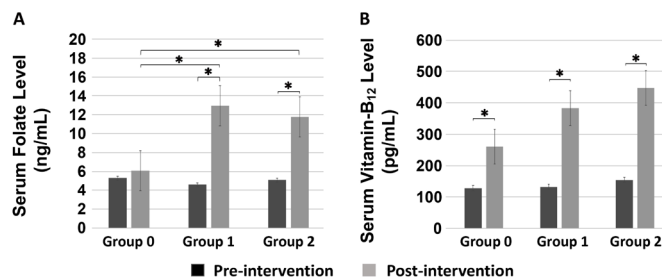 A
Serum Folate Level
(ng/mL)
20
18
16
14
12
10
8
6
4
2
0
*
*
*
*
Group 0
Group 1
Group 2
B
Serum Vitamin-B₁₂ Level
(pg/mL)
600
500
400
300
200
100
0
*
*
*
Group 0
Group 1
Group 2
Pre-intervention
Post-intervention